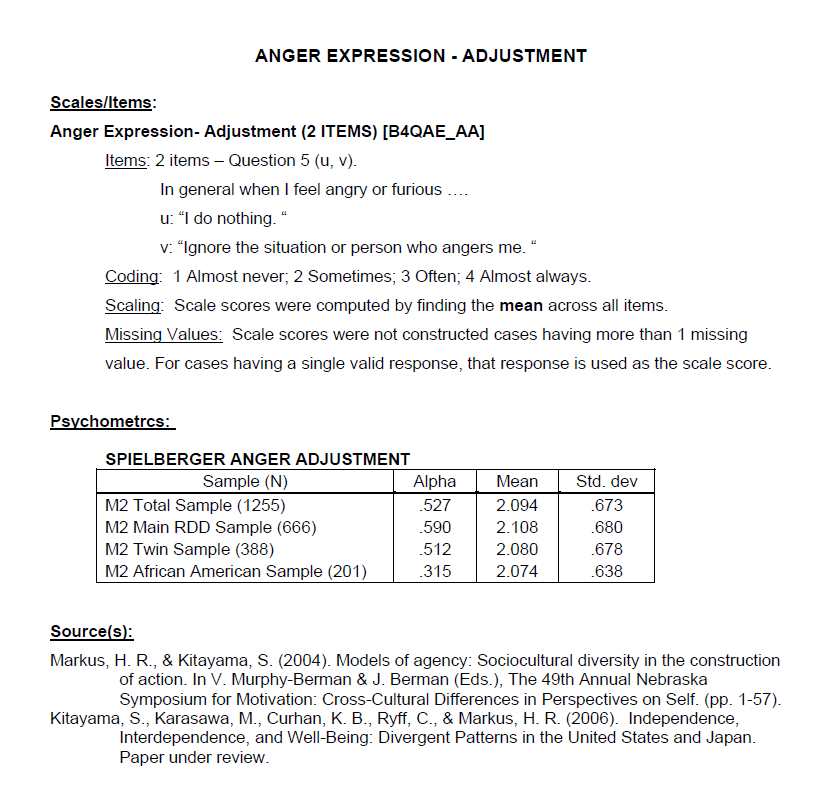 ANGER EXPRESSION - ADJUSTMENT
Scales/Items:
Anger Expression- Adjustment (2 ITEMS) [B4QAE_AA]
Items: 2 items – Question 5 (u, v).
In general when I feel angry or furious ….
u: “I do nothing. “
v: “Ignore the situation or person who angers me. “
Coding:  1 Almost never; 2 Sometimes; 3 Often; 4 Almost always.
Scaling:  Scale scores were computed by finding the mean across all items.
Missing Values:  Scale scores were not constructed cases having more than 1 missing
value. For cases having a single valid response, that response is used as the scale score.
Psychometrcs:
SPIELBERGER ANGER ADJUSTMENT
Sample (N) Alpha Mean Std. dev
M2 Total Sample (1255) .527 2.094 .673
M2 Main RDD Sample (666) .590 2.108 .680
M2 Twin Sample (388) .512 2.080 .678
M2 African American Sample (201) .315 2.074 .638
Source(s):
Markus, H. R., & Kitayama, S. (2004). Models of agency: Sociocultural diversity in the construction
of action. In V. Murphy-Berman & J. Berman (Eds.), The 49th Annual Nebraska
Symposium for Motivation: Cross-Cultural Differences in Perspectives on Self. (pp. 1-57).
Kitayama, S., Karasawa, M., Curhan, K. B., Ryff, C., & Markus, H. R. (2006).  Independence,
Interdependence, and Well-Being: Divergent Patterns in the United States and Japan.
Paper under review.